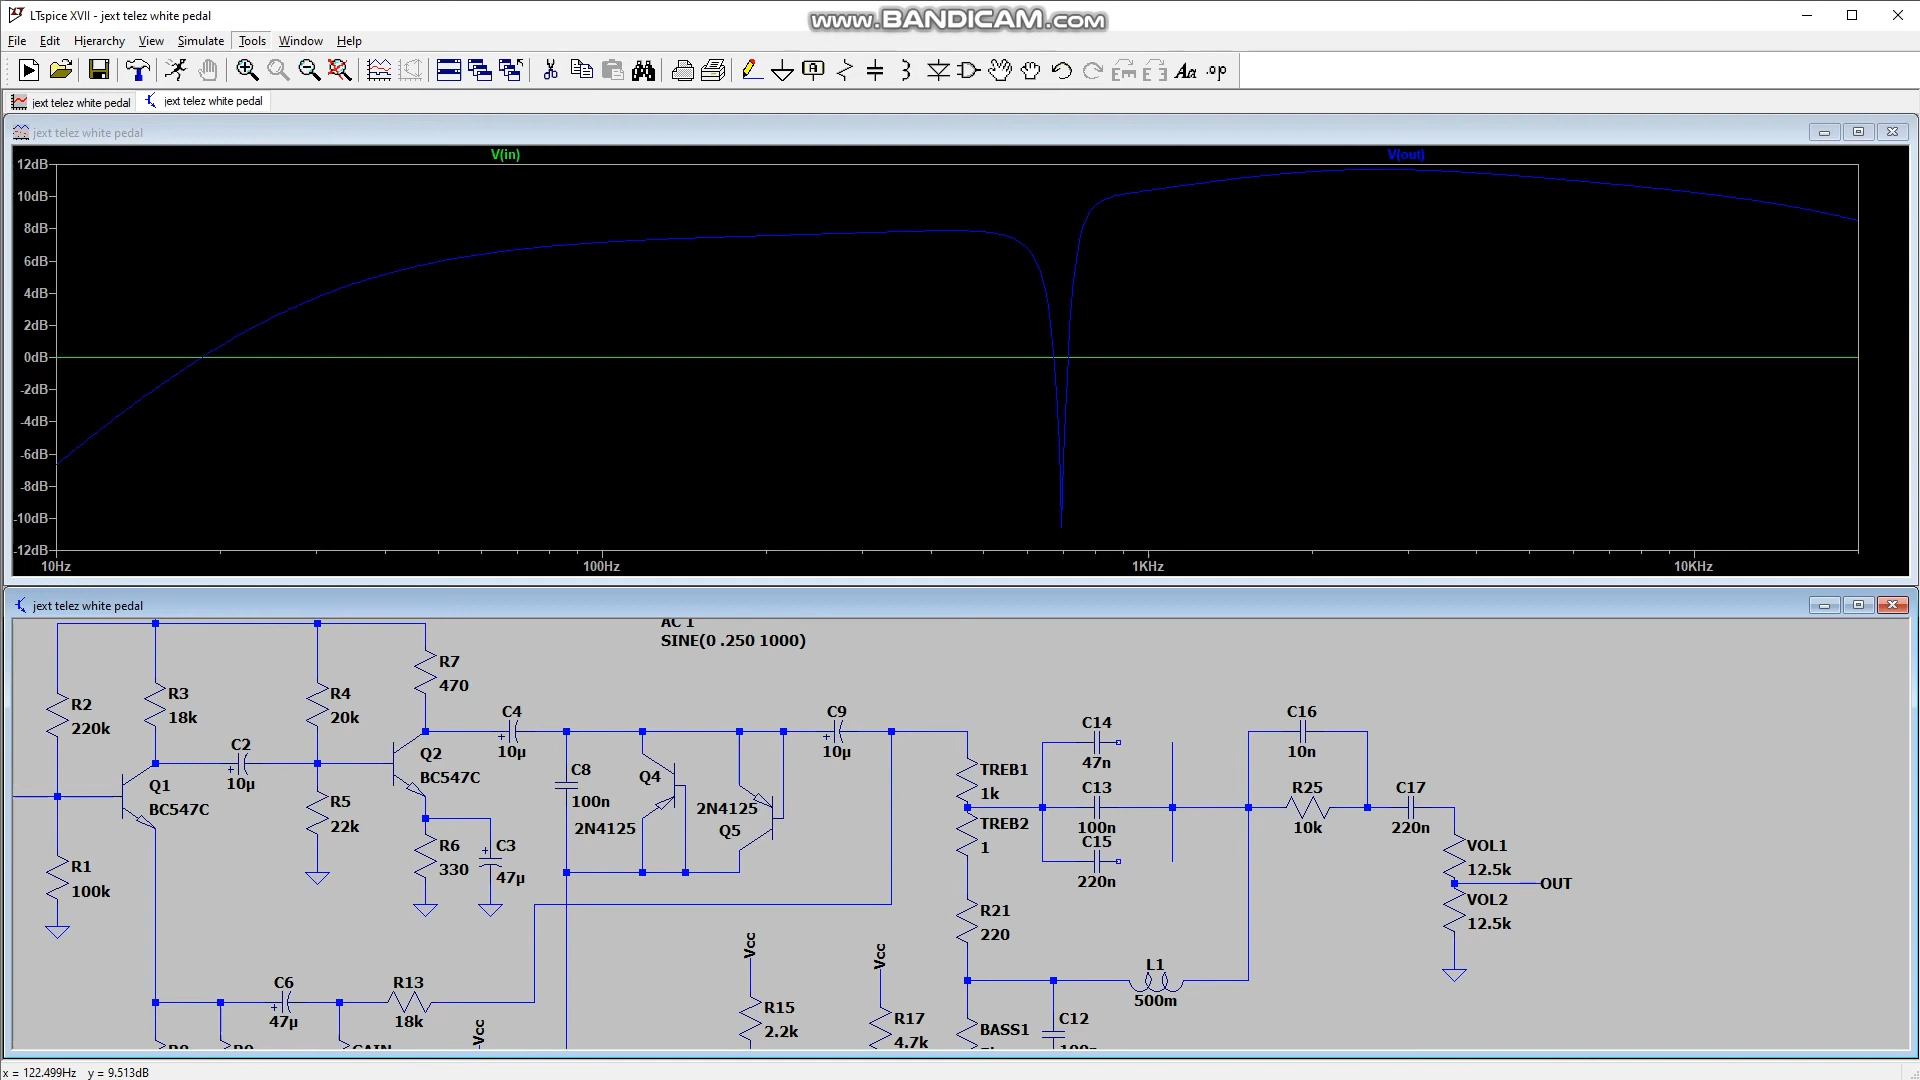 LTspice XVII - jext telez white pedal
www.BANDICAM.com
File Edit Hierarchy View Simulate Tools Window Help
jext telez white pedal
jext telez white pedal
jext telez white pedal
V(in)
V(out)
12dB
10dB
8dB
6dB
4dB
2dB
0dB
-2dB
-4dB
-6dB
-8dB
-10dB
-12dB
10Hz
100Hz
1KHz
10KHz
jext telez white pedal
AC 1
SINE(0 .250 1000)
R2
220k
R3
18k
R4
20k
R7
470
C2
10µ
Q1
BC547C
R5
22k
Q2
BC547C
C4
10µ
C8
100n
Q4
2N4125
2N4125
Q5
C9
10µ
R1
100k
R6
330
C3
47µ
TREB1
1k
TREB2
1
C14
47n
C13
100n
C15
220n
C16
10n
R25
10k
C17
220n
VOL1
12.5k
OUT
VOL2
12.5k
R21
220
L1
500m
C6
47µ
R13
18k
Vcc
Vcc
Vcc
R15
2.2k
R17
4.7k
BASS1
C12
100n
R8
R9
GAIN
x = 122.499Hz y = 9.513dB